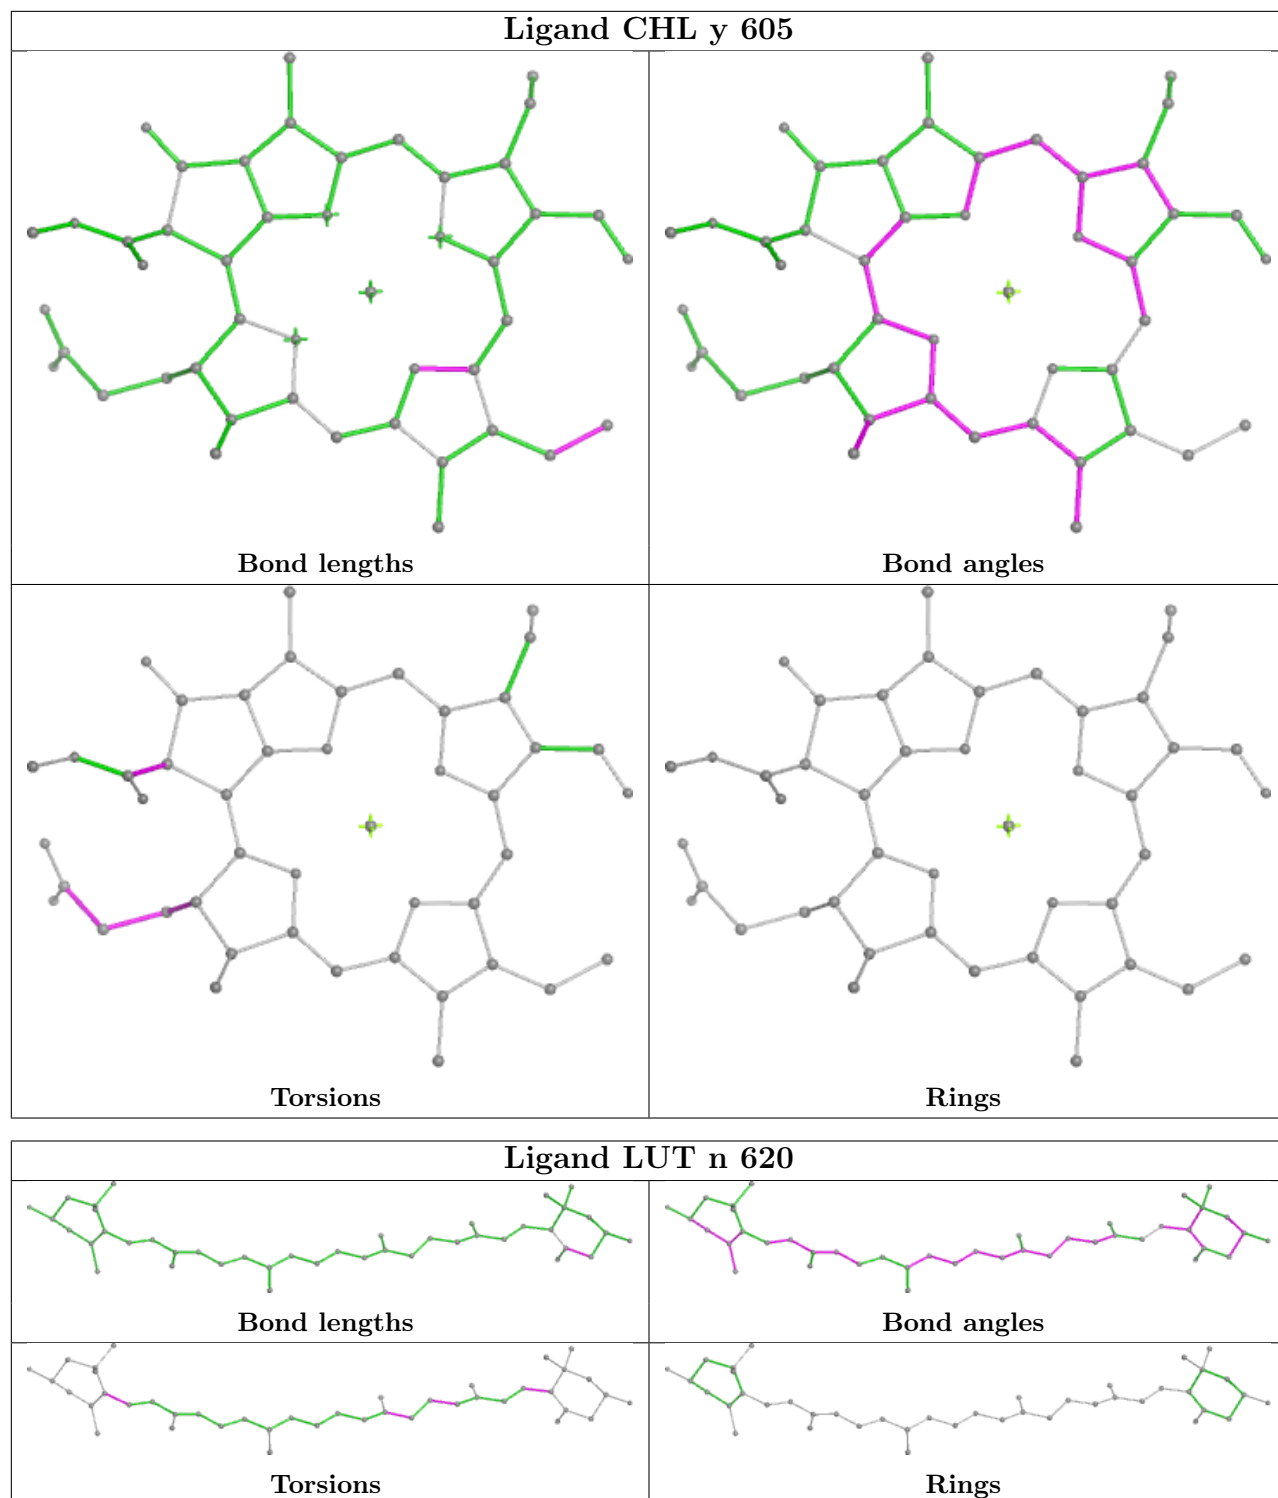 Ligand CHL y 605
Bond lengths
Bond angles
Torsions
Rings
Ligand LUT n 620
Bond lengths
Bond angles
Torsions
Rings